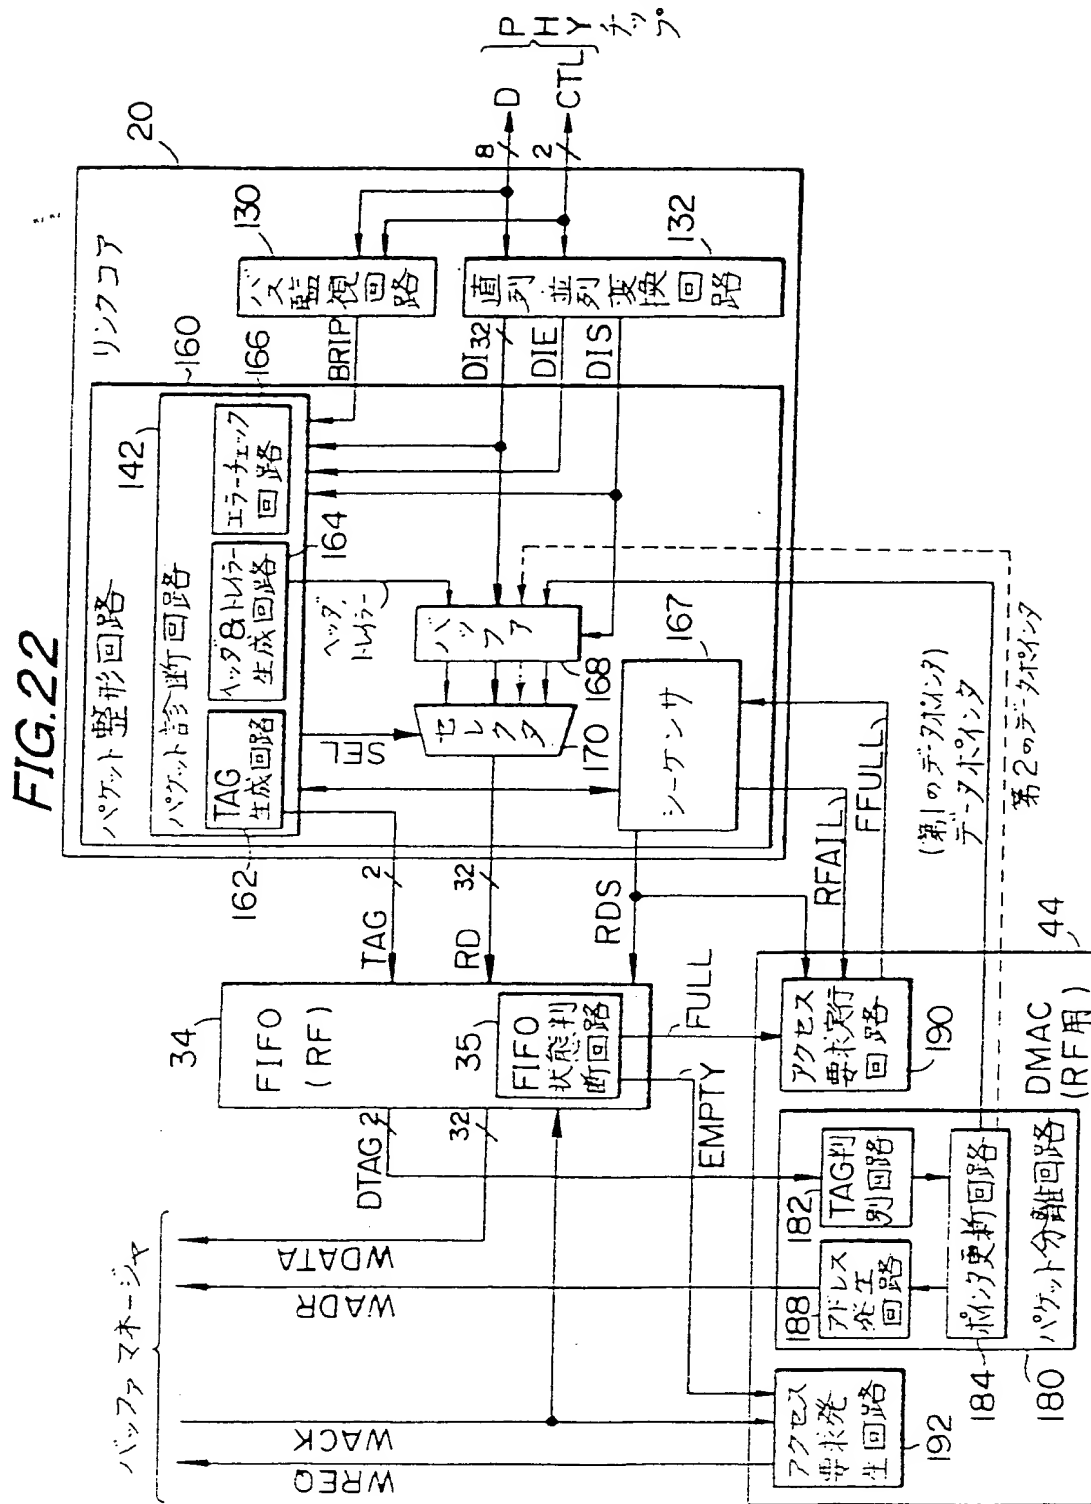 FIG.22
20
リンクコア
パケット整形回路
160
142
パケット診断回路
166
TAG
生成回路
162
ヘッダ&トレイラー
生成回路
164
エラーチェック
回路
バス
監視回路
130
直列並列変換回路
132
PHYチップ
D
8
CTL
2
BRIP
DI
32
DIE
DIS
ヘッダ,
トレイラー
バッファ
168
セレクタ
170
SEL
シーケンサ
167
TAG
2
RD
32
RDS
34
FIFO
(RF)
35
FIFO
状態判
断回路
FULL
EMPTY
RFAIL
FFULL
(第1のデータポインタ)
データポインタ
第2のデータポインタ
DTAG
2
32
バッファマネージャ
WDATA
WADR
WACK
WREQ
44
DMAC
(RF用)
アクセス
要求実行
回路
190
182
TAG判
別回路
188
アドレス
発生
回路
ポインタ更新回路
184
パケット分離回路
180
アクセス
要求発
生回路
192